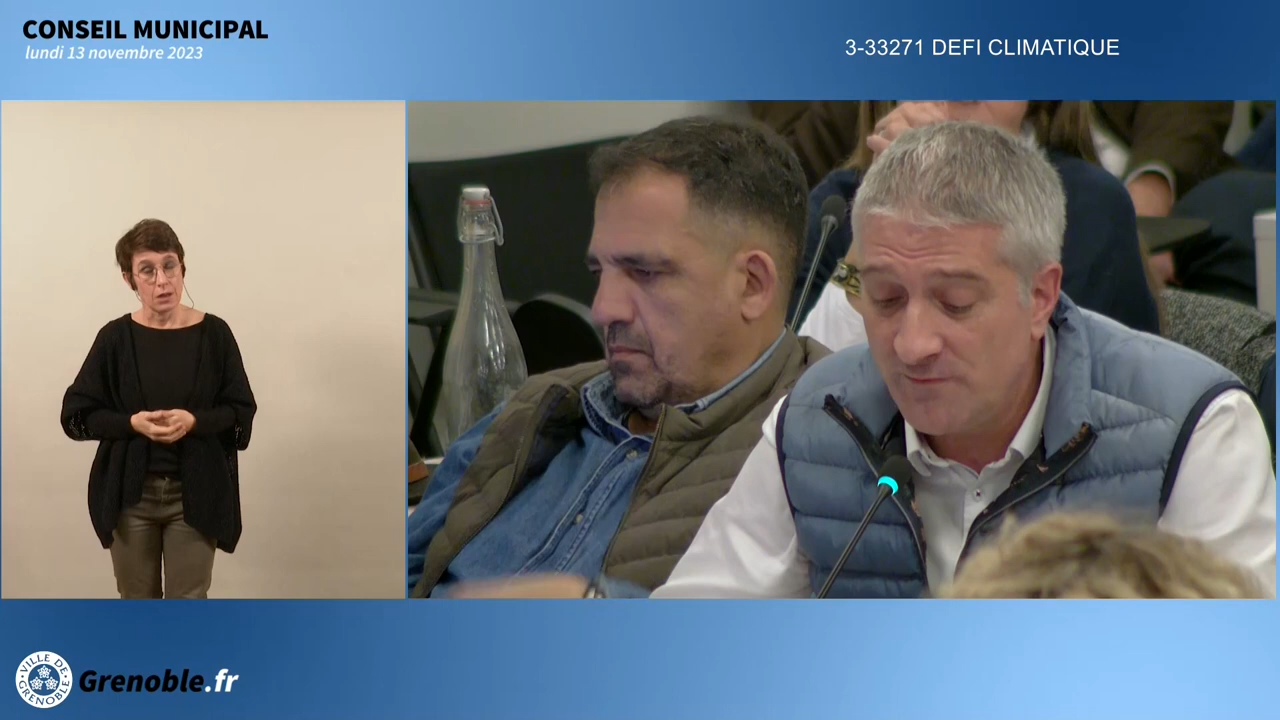 CONSEIL MUNICIPAL
lundi 13 novembre 2023
3-33271 DEFI CLIMATIQUE
VILLE DE
GRENOBLE
Grenoble.fr